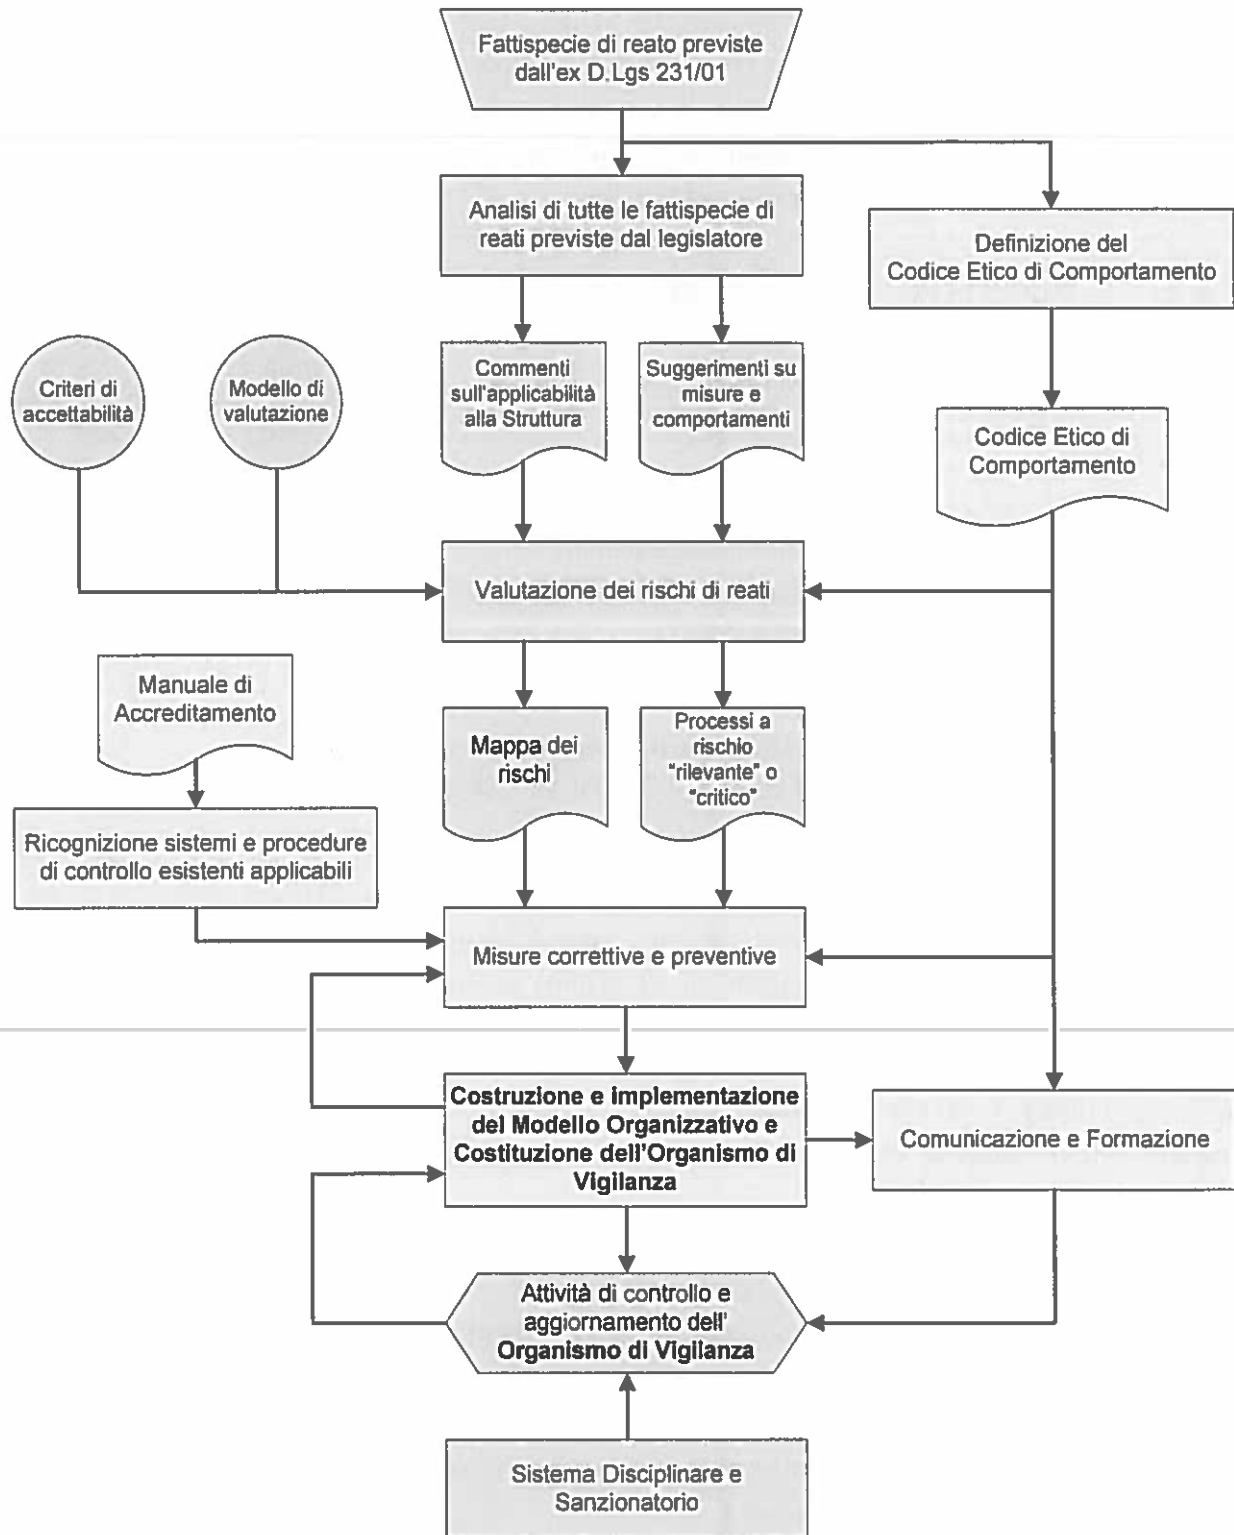 Fattispecie di reato previste
dall'ex D.Lgs 231/01
Analisi di tutte le fattispecie di
reati previste dal legislatore
Definizione del
Codice Etico di Comportamento
Criteri di
accettabilità
Modello di
valutazione
Commenti
sull'applicabilità
alla Struttura
Suggerimenti su
misure e
comportamenti
Codice Etico di
Comportamento
Valutazione dei rischi di reati
Manuale di
Accreditamento
Mappa dei
rischi
Processi a
rischio
"rilevante" o
"critico"
Ricognizione sistemi e procedure
di controllo esistenti applicabili
Misure correttive e preventive
Costruzione e implementazione
del Modello Organizzativo e
Costituzione dell'Organismo di
Vigilanza
Comunicazione e Formazione
Attività di controllo e
aggiornamento dell'
Organismo di Vigilanza
Sistema Disciplinare e
Sanzionatorio